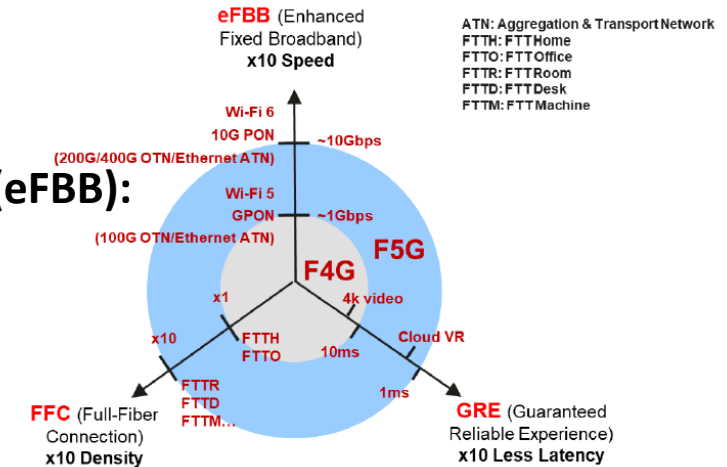 eFBB (Enhanced
Fixed Broadband)
x10 Speed
ATN: Aggregation & Transport Network
FTTH: FTT Home
FTTO: FTT Office
FTTR: FTT Room
FTTD: FTT Desk
FTTM: FTT Machine
Wi-Fi 6
10G PON
~10Gbps
(200G/400G OTN/Ethernet ATN)
(eFBB):
Wi-Fi 5
GPON
~1Gbps
(100G OTN/Ethernet ATN)
F5G
F4G
x1
4k video
x10
FTTH
FTTO
10ms
Cloud VR
FTTR
FTTD
FTTM...
1ms
FFC (Full-Fiber
Connection)
x10 Density
GRE (Guaranteed
Reliable Experience)
x10 Less Latency